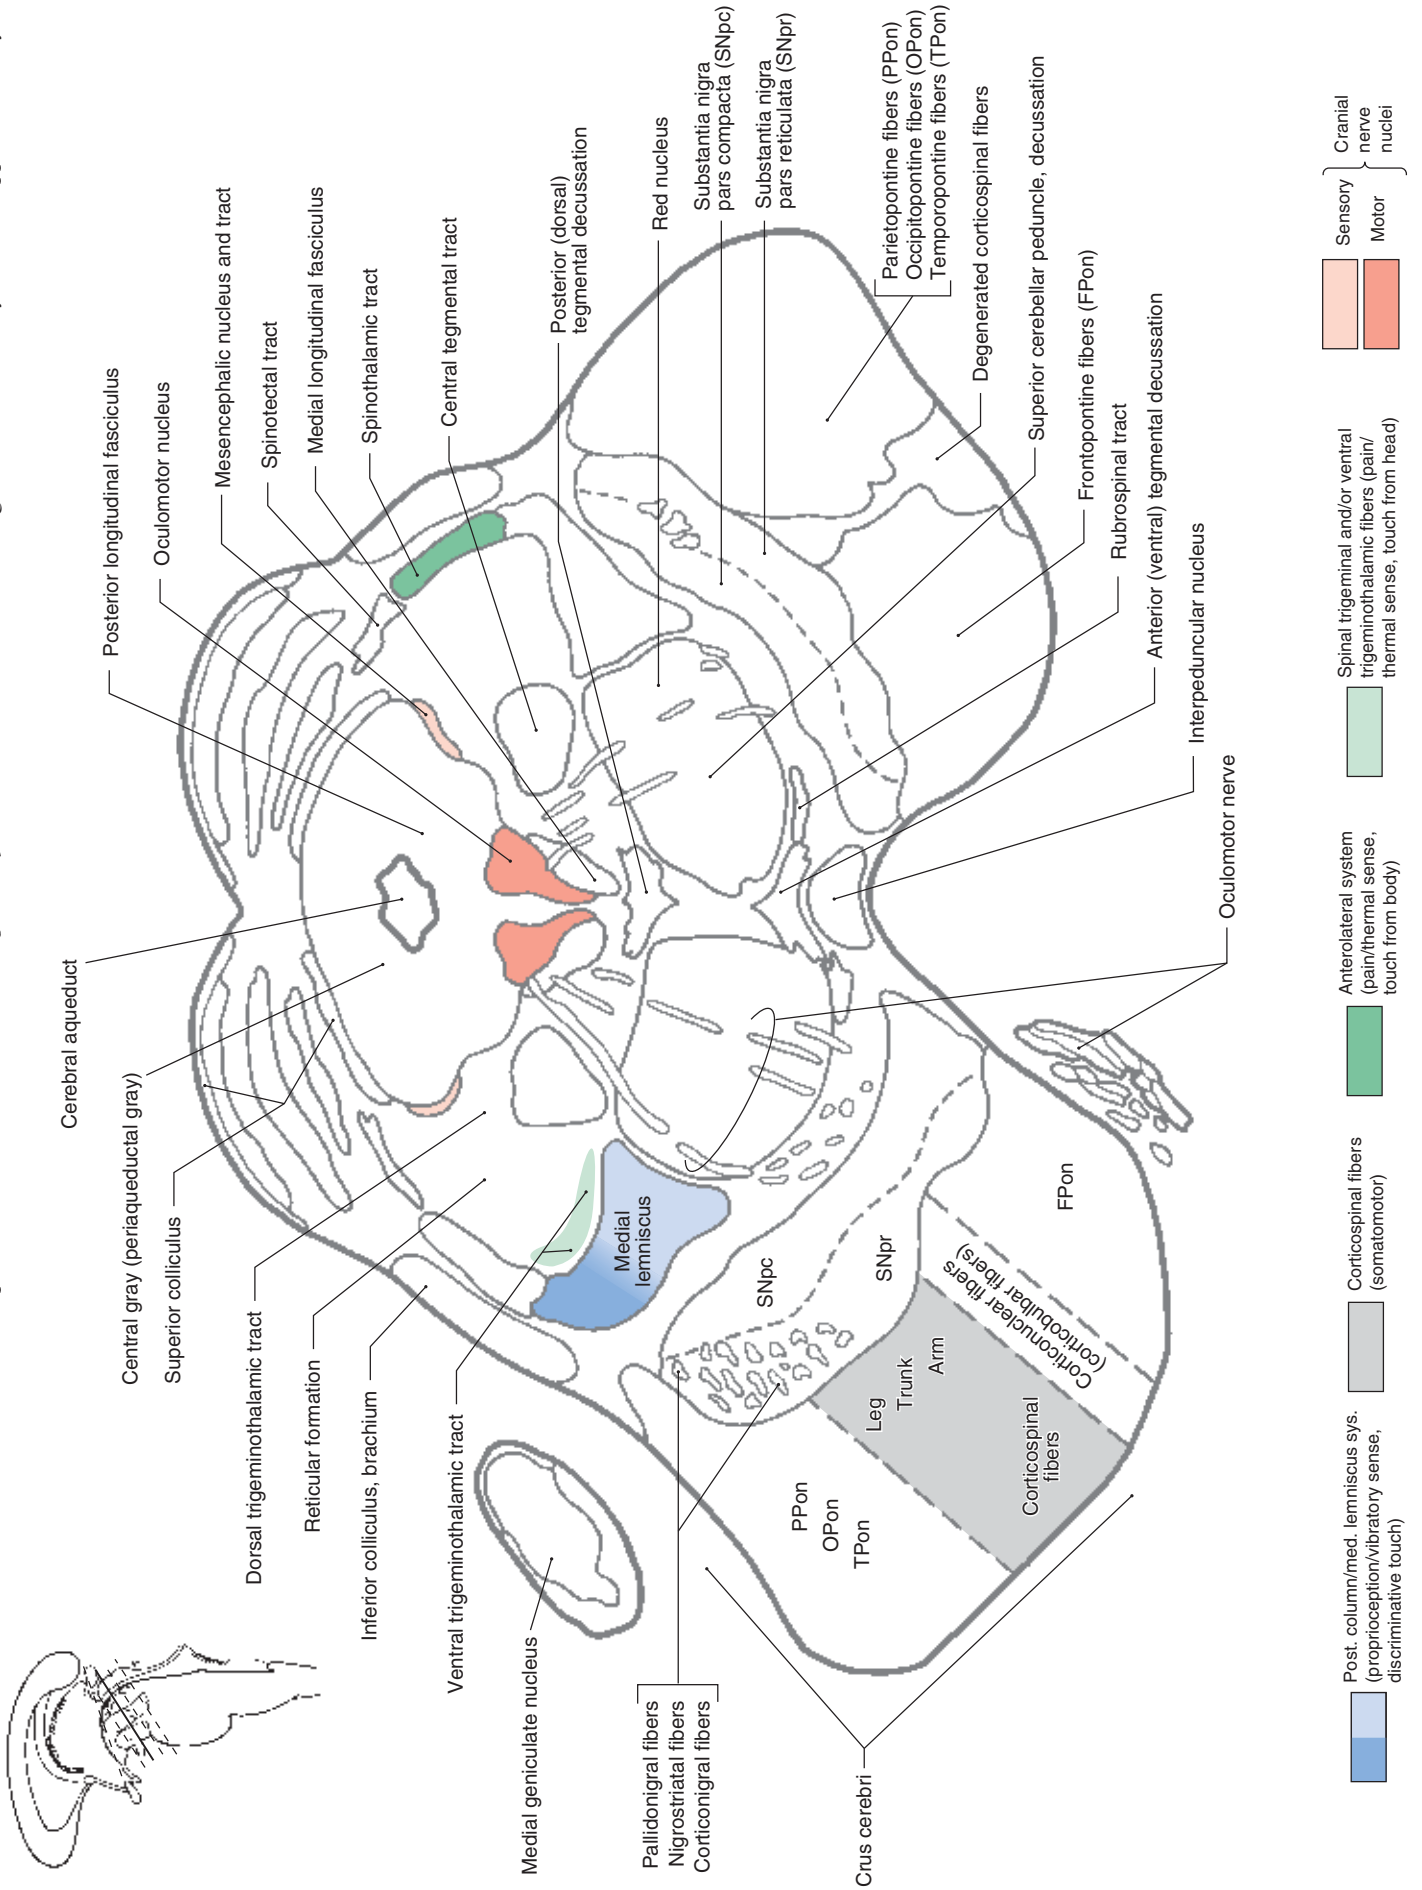 Cerebral aqueduct
Central gray (periaqueductal gray)
Superior colliculus
Dorsal trigeminothalamic tract
Reticular formation
Inferior colliculus, brachium
Ventral trigeminothalamic tract
Medial geniculate nucleus
Pallidonigral fibers
Nigrostriatal fibers
Corticonigral fibers
Crus cerebri
Posterior longitudinal fasciculus
Oculomotor nucleus
Mesencephalic nucleus and tract
Spinotectal tract
Medial longitudinal fasciculus
Spinothalamic tract
Central tegmental tract
Posterior (dorsal)
tegmental decussation
Red nucleus
Substantia nigra
pars compacta (SNpc)
Substantia nigra
pars reticulata (SNpr)
Parietopontine fibers (PPon)
Occipitopontine fibers (OPon)
Temporopontine fibers (TPon)
Degenerated corticospinal fibers
Superior cerebellar peduncle, decussation
Frontopontine fibers (FPon)
Rubrospinal tract
Anterior (ventral) tegmental decussation
Interpeduncular nucleus
Oculomotor nerve
Medial
lemniscus
SNpc
SNpr
PPon
OPon
TPon
Leg
Trunk
Arm
Corticospinal
fibers
Corticonuclear fibers
(corticobulbar fibers)
FPon
Post. column/med. lemniscus sys.
(proprioception/vibratory sense,
discriminative touch)
Corticospinal fibers
(somatomotor)
Anterolateral system
(pain/thermal sense,
touch from body)
Spinal trigeminal and/or ventral
trigeminothalamic fibers (pain/
thermal sense, touch from head)
Sensory
Motor
Cranial
nerve
nuclei